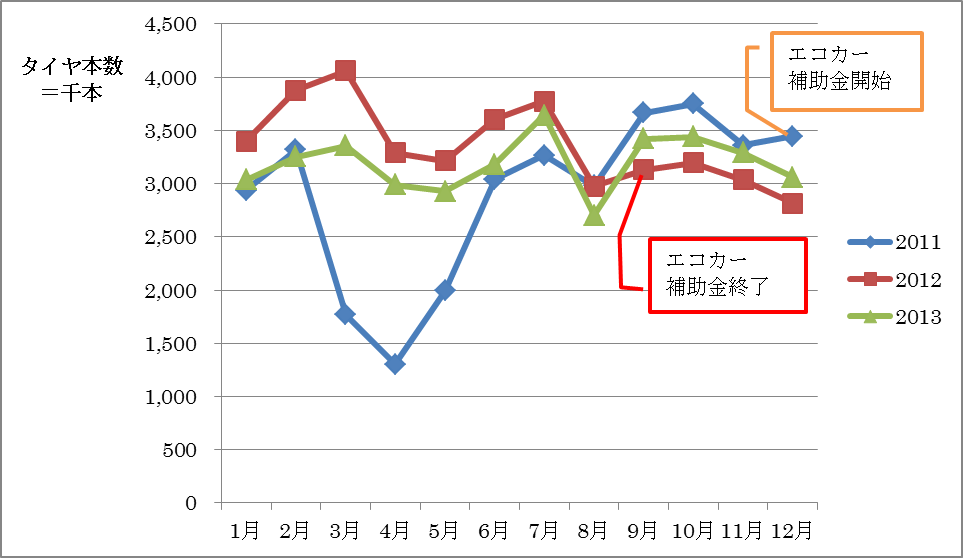 タイヤ本数
＝千本
4,500
4,000
3,500
3,000
2,500
2,000
1,500
1,000
500
0
1月 2月 3月 4月 5月 6月 7月 8月 9月 10月 11月 12月
エコカー
補助金開始
エコカー
補助金終了
2011
2012
2013